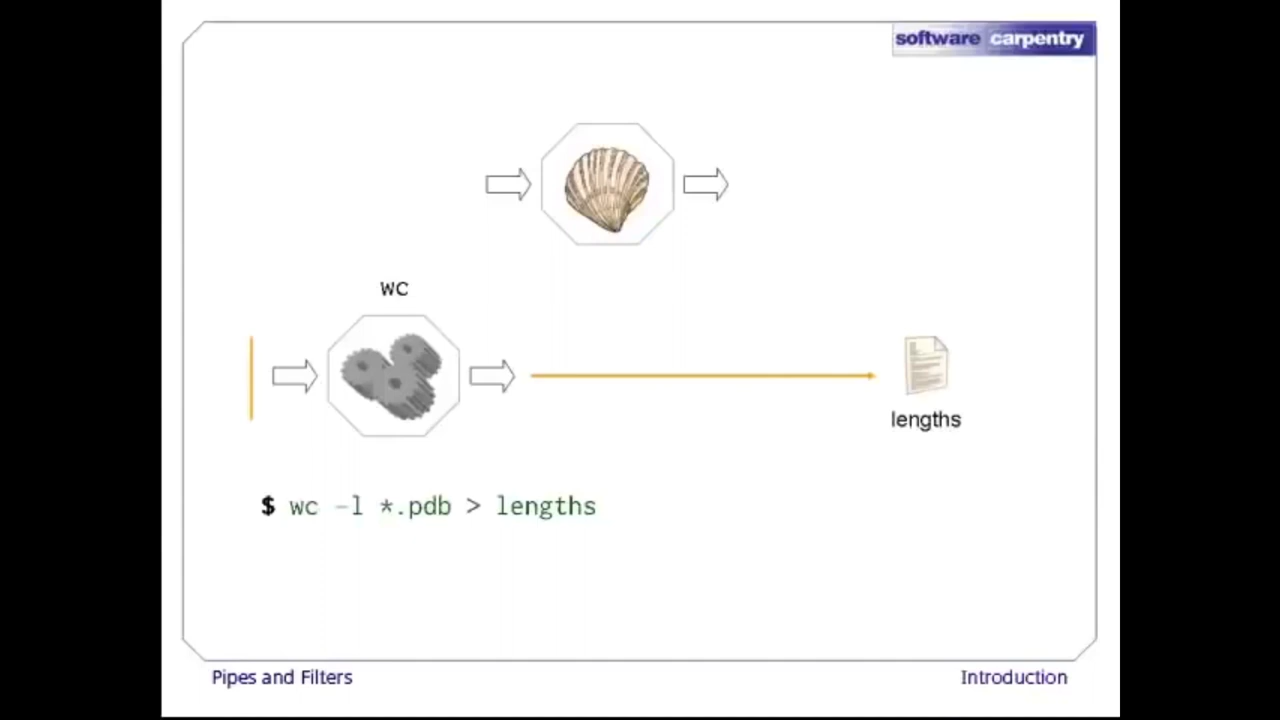 software carpentry
wc
lengths
$ wc -l *.pdb > lengths
Pipes and Filters
Introduction